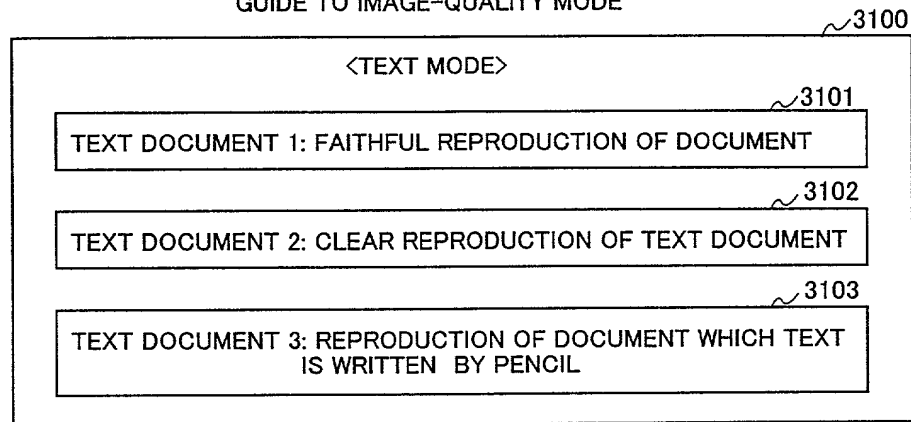 GUIDE TO IMAGE-QUALITY MODE
3100
<TEXT MODE>
3101
TEXT DOCUMENT 1: FAITHFUL REPRODUCTION OF DOCUMENT
3102
TEXT DOCUMENT 2: CLEAR REPRODUCTION OF TEXT DOCUMENT
3103
TEXT DOCUMENT 3: REPRODUCTION OF DOCUMENT WHICH TEXT
IS WRITTEN BY PENCIL